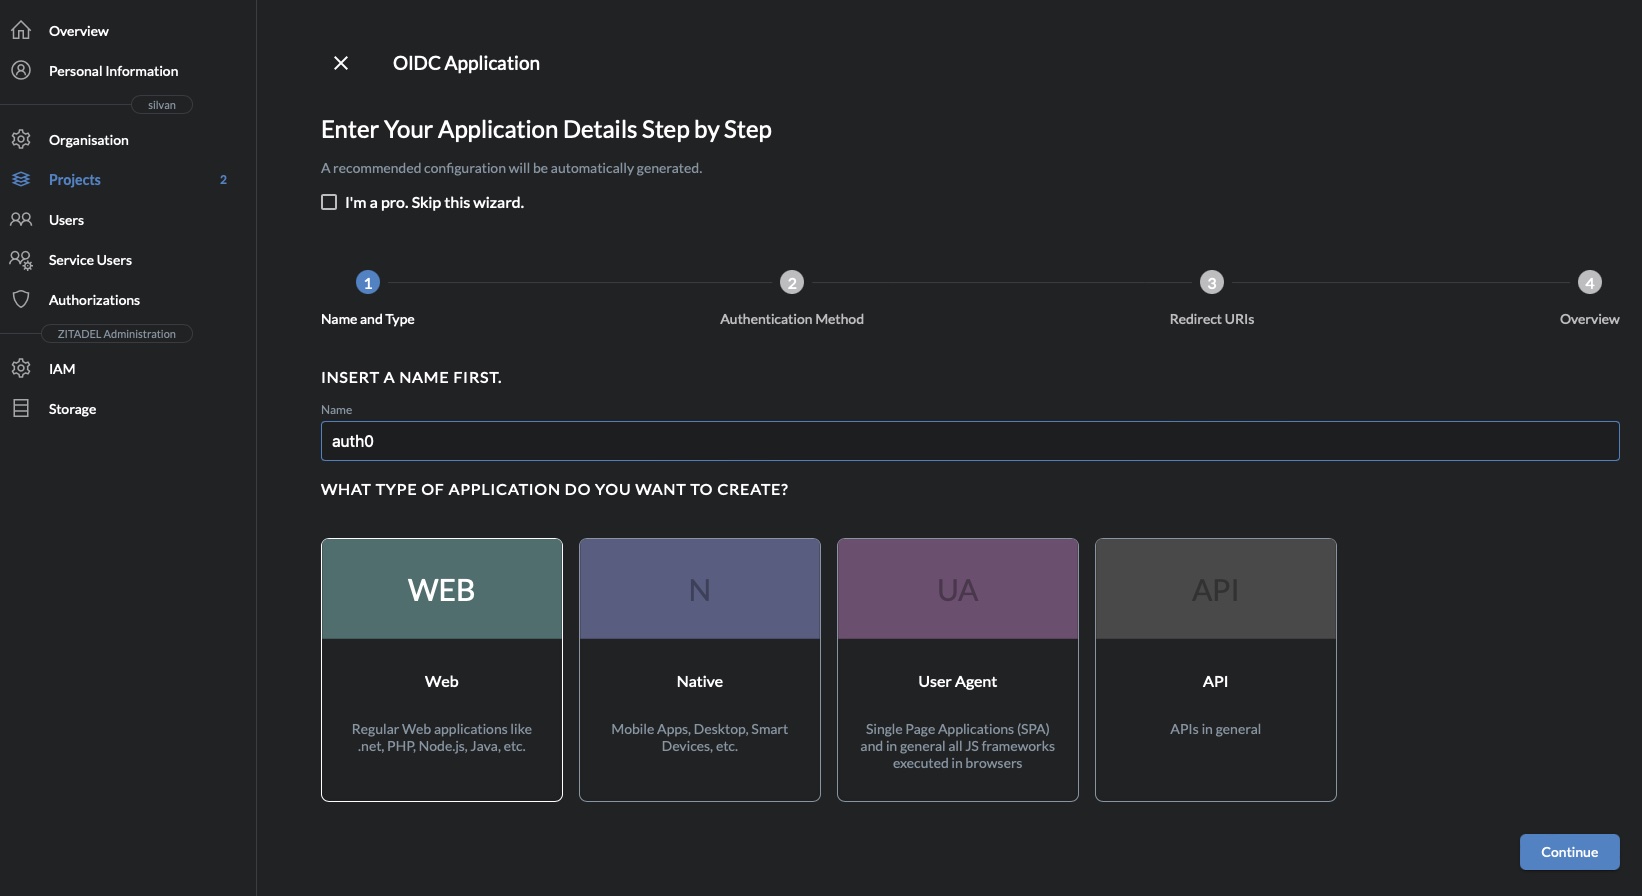 Overview
Personal Information
silvan
Organisation
Projects 2
Users
Service Users
Authorizations
ZITADEL Administration
IAM
Storage
OIDC Application
Enter Your Application Details Step by Step
A recommended configuration will be automatically generated.
I'm a pro. Skip this wizard.
1 2 3 4
Name and Type Authentication Method Redirect URIs Overview
INSERT A NAME FIRST.
Name
auth0
WHAT TYPE OF APPLICATION DO YOU WANT TO CREATE?
WEB
Web
Regular Web applications like
.net, PHP, Node.js, Java, etc.
N
Native
Mobile Apps, Desktop, Smart
Devices, etc.
UA
User Agent
Single Page Applications (SPA)
and in general all JS frameworks
executed in browsers
API
API
APIs in general
Continue